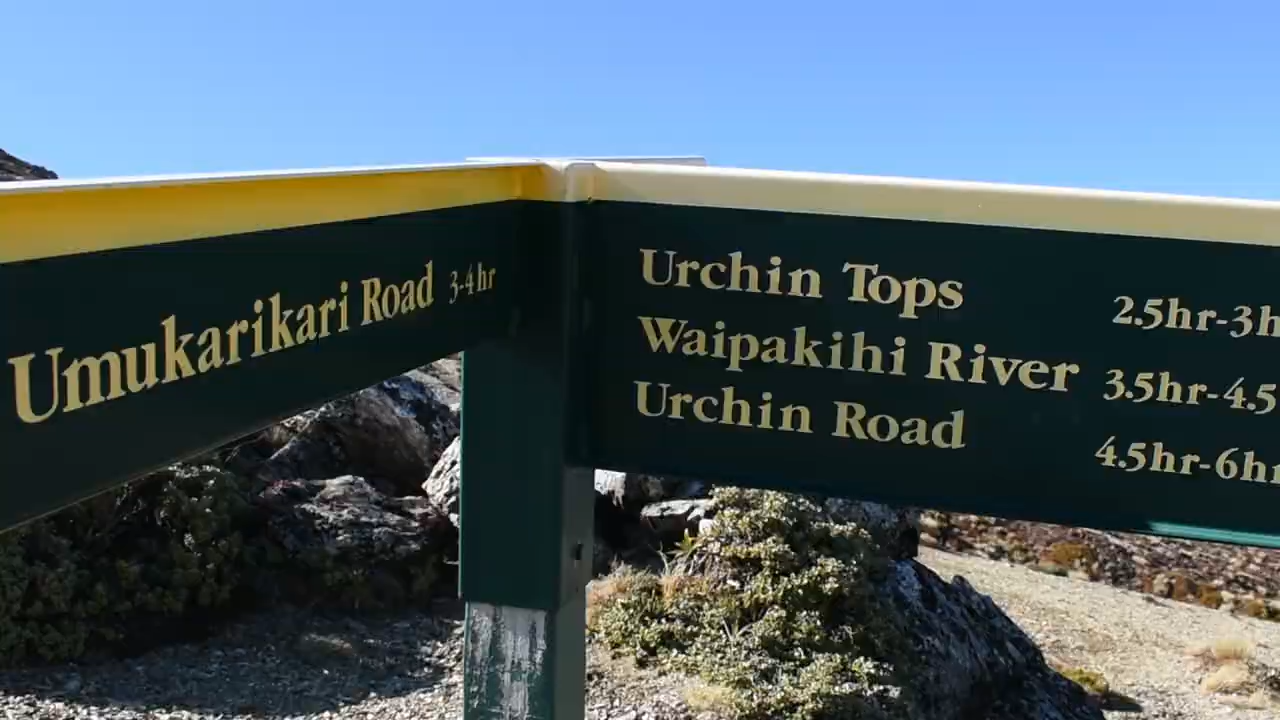 Umukarikari Road 3-4hr
Urchin Tops 2.5hr-3h
Waipakihi River 3.5hr-4.5
Urchin Road 4.5hr-6hr